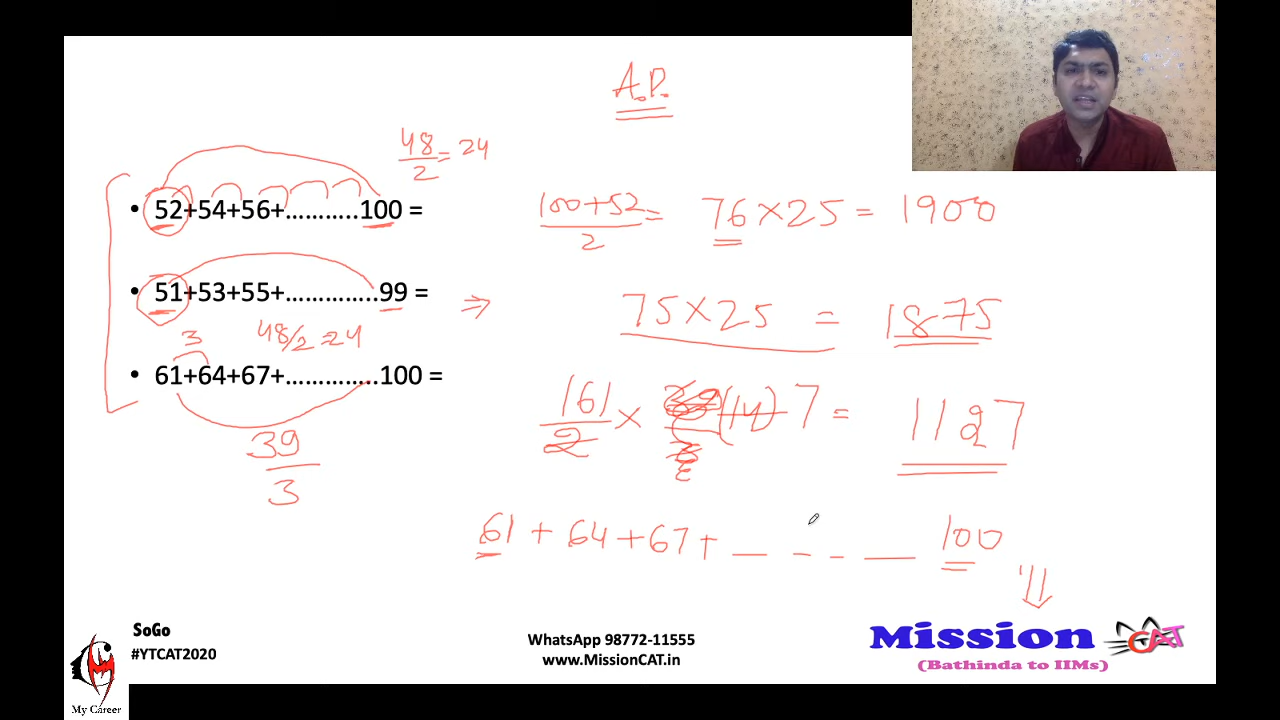 A.P.
48/2 = 24
• 52+54+56+...........100 =
100+52/2 = 76 × 25 = 1900
• 51+53+55+..............99 =
⇒ 75 × 25 = 1875
3 48/2 = 24
• 61+64+67+..............100 =
161/2 × (14) 7 = 1127
39/3
61 + 64 + 67 + _ _ _ _ 100
SoGo
#YTCAT2020
WhatsApp 98772-11555
www.MissionCAT.in
Mission CAT
(Bathinda to IIMs)
My Career